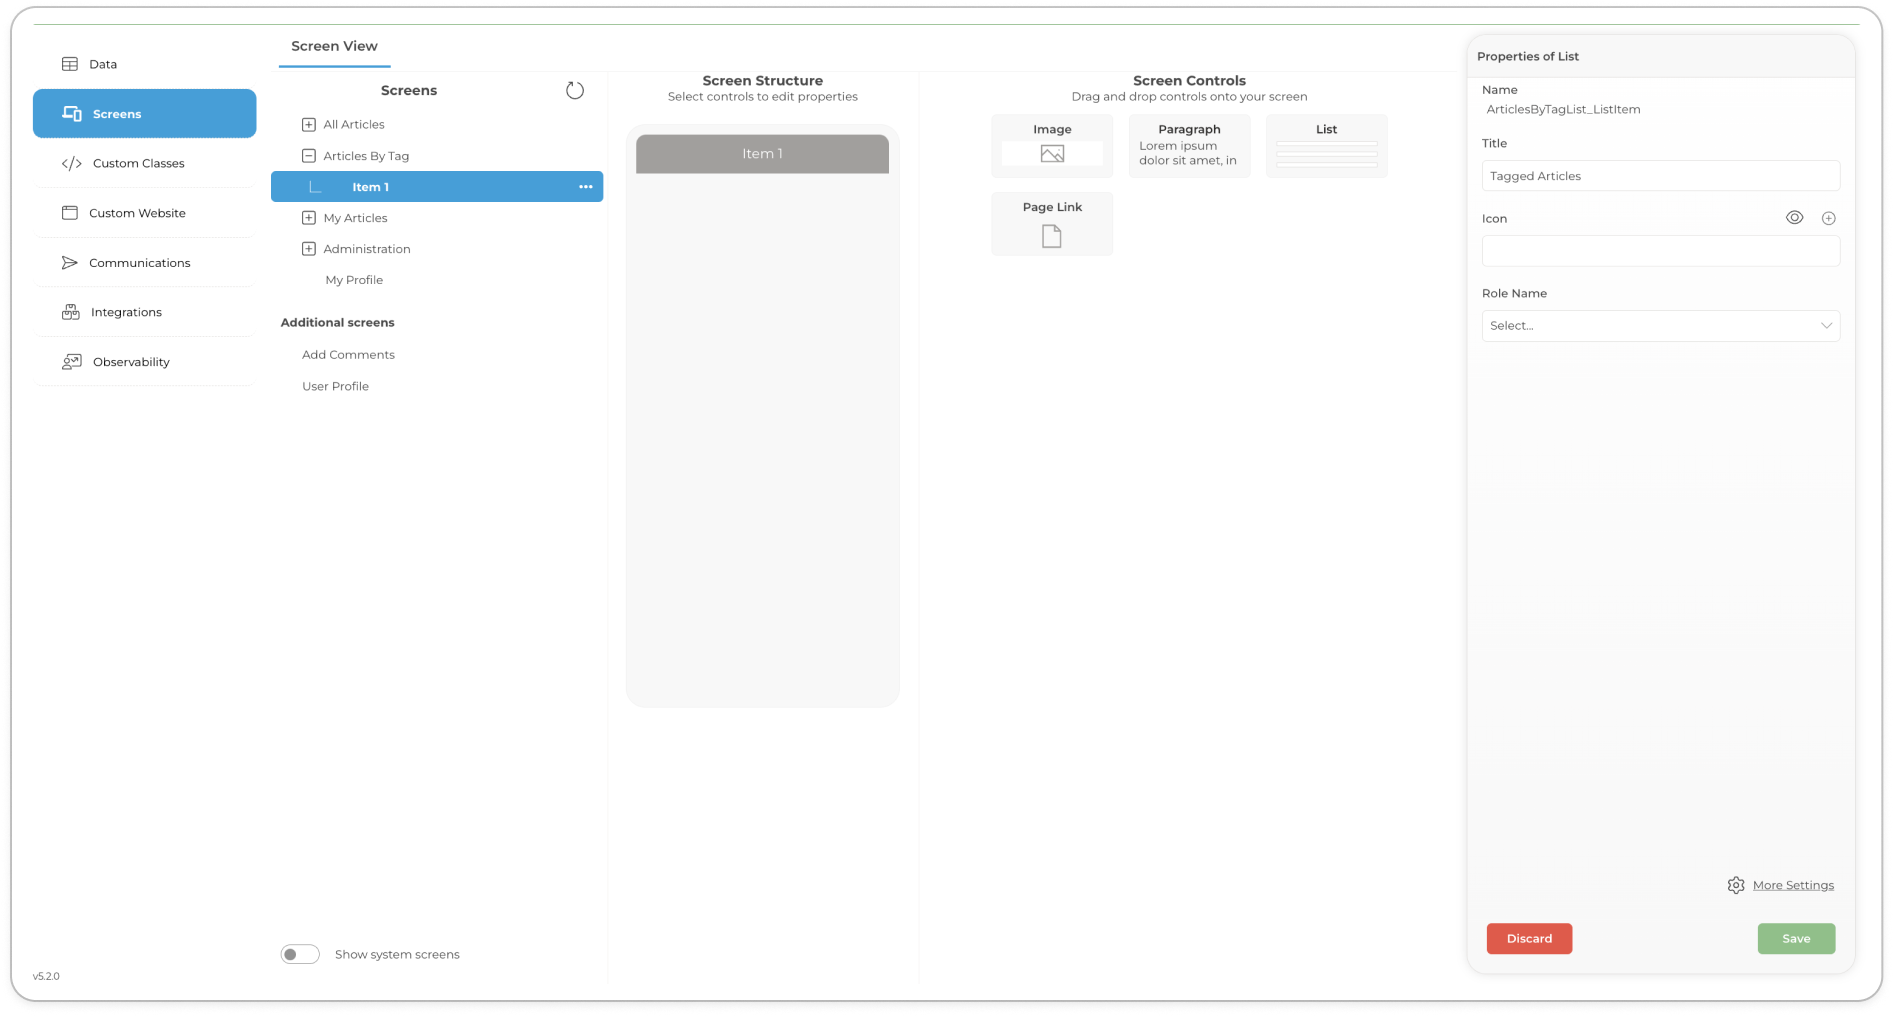 Data
Screens
Custom Classes
Custom Website
Communications
Integrations
Observability
v5.2.0
Screen View
Screens
All Articles
Articles By Tag
Item 1
My Articles
Administration
My Profile
Additional screens
Add Comments
User Profile
Show system screens
Screen Structure
Select controls to edit properties
Item 1
Screen Controls
Drag and drop controls onto your screen
Image
Paragraph
Lorem ipsum
dolor sit amet, in
List
Page Link
Properties of List
Name
ArticlesByTagList_ListItem
Title
Tagged Articles
Icon
Role Name
Select...
More Settings
Discard
Save